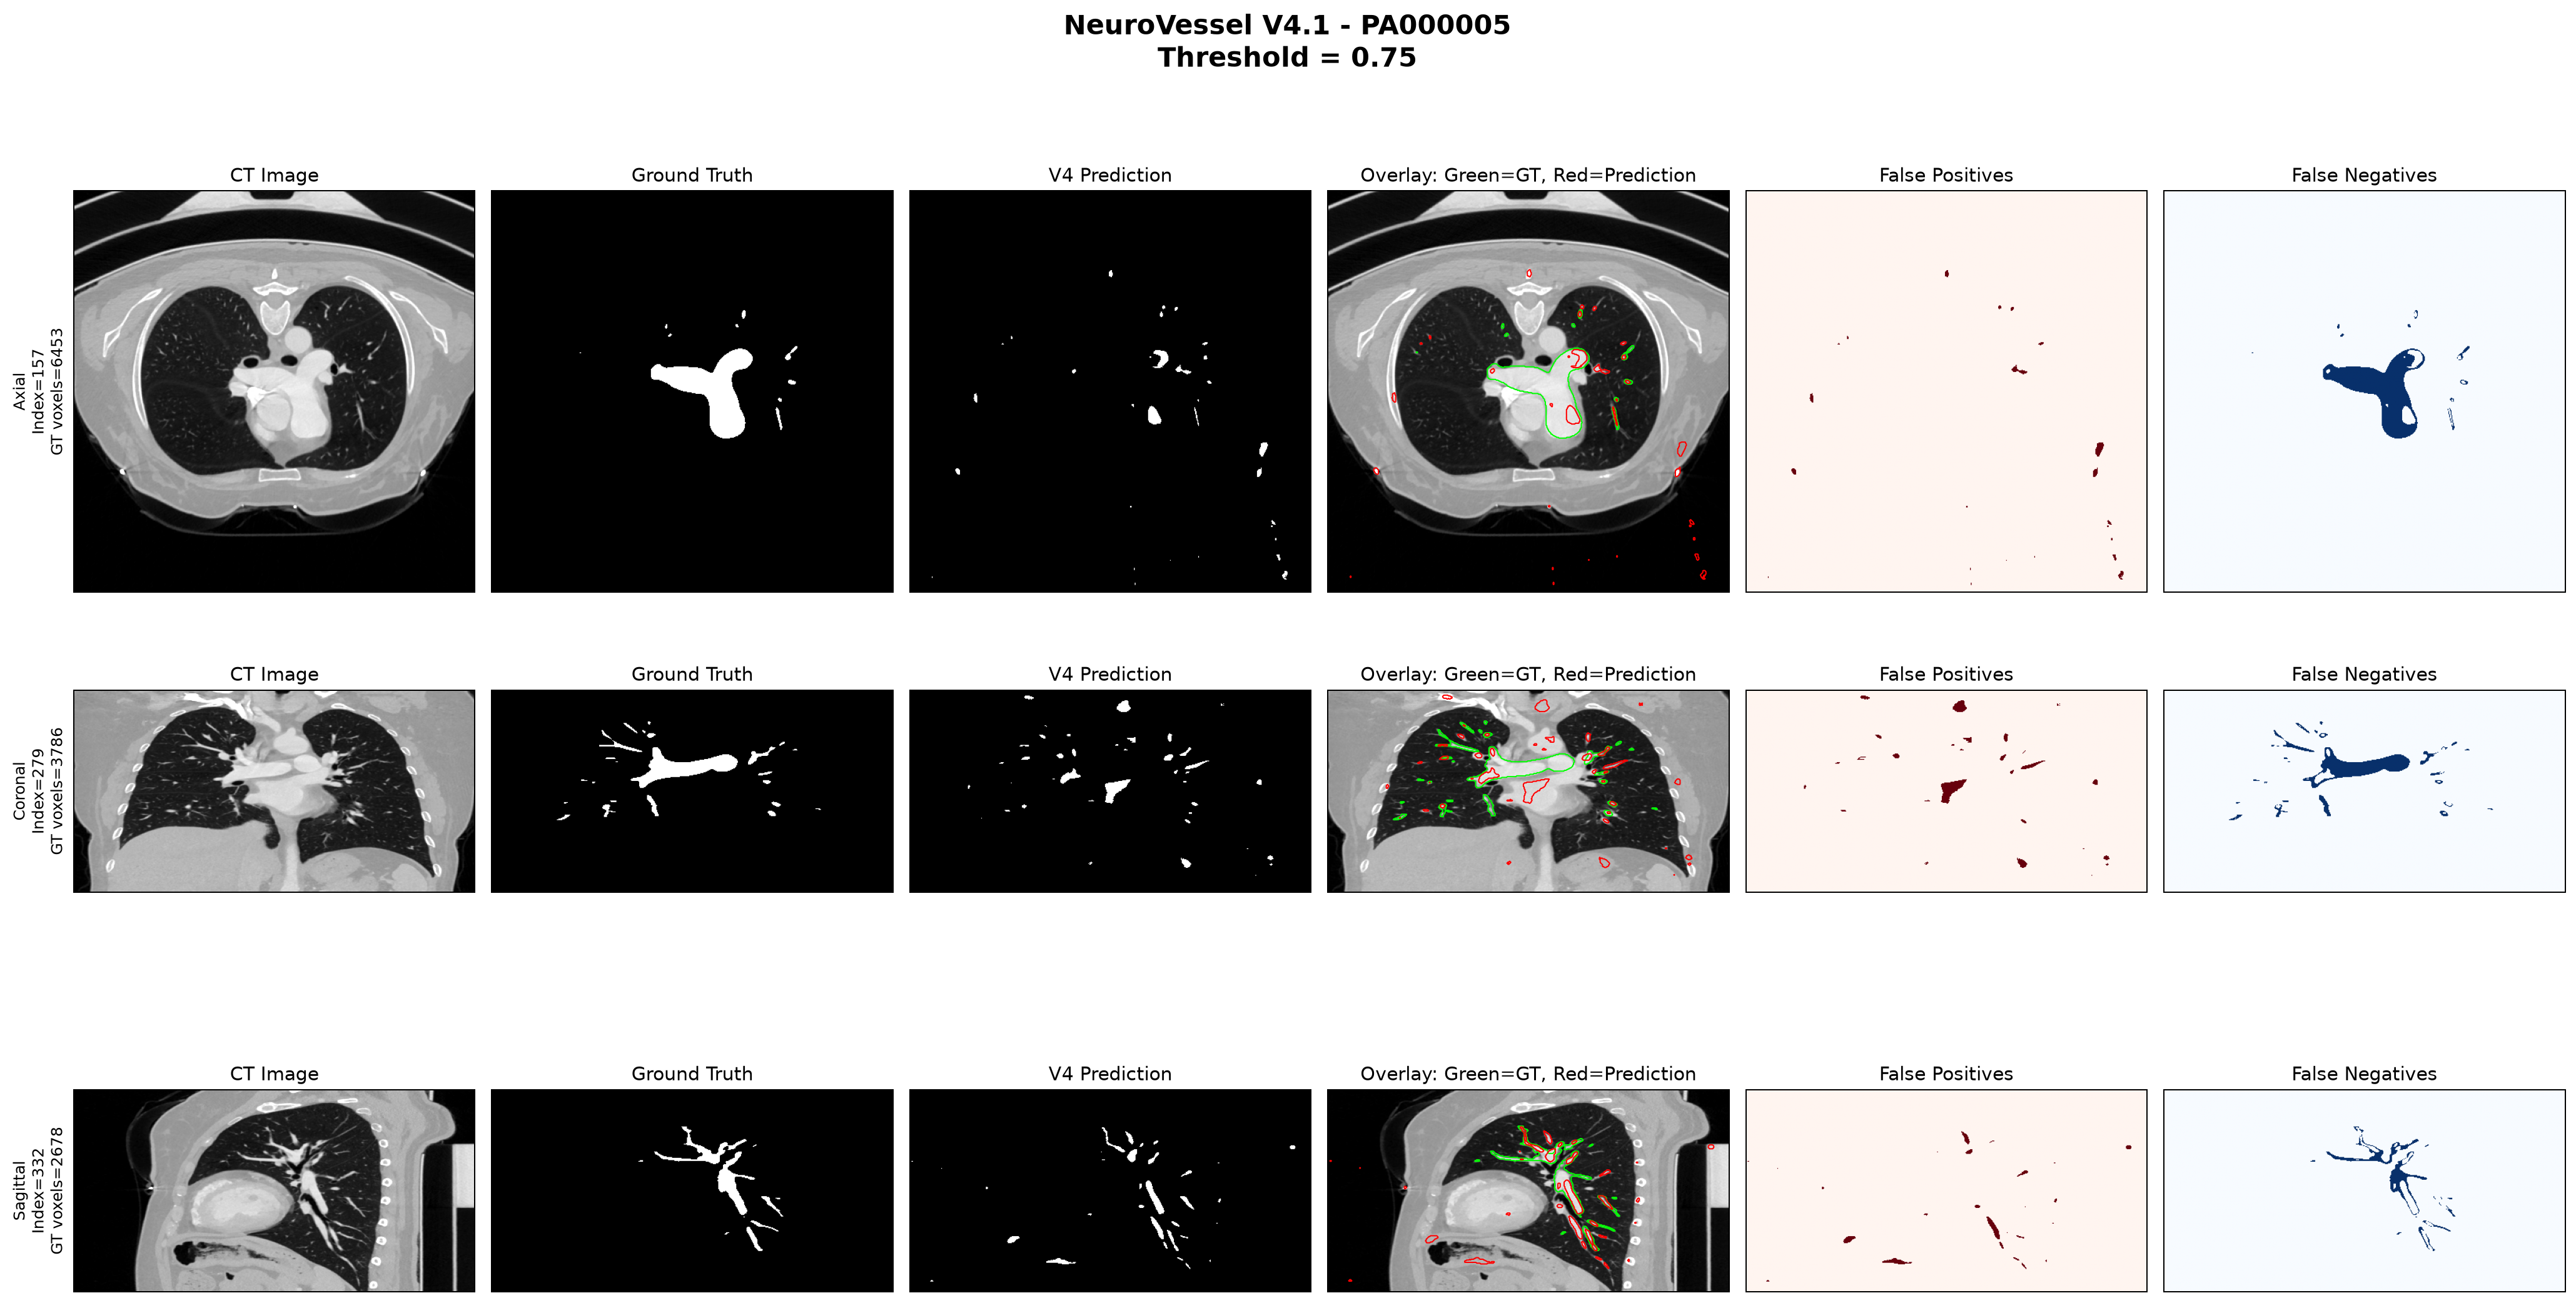 NeuroVessel V4.1 - PA000005
Threshold = 0.75
CT Image
Ground Truth
V4 Prediction
Overlay: Green=GT, Red=Prediction
False Positives
False Negatives
Axial
Index=157
GT voxels=6453
CT Image
Ground Truth
V4 Prediction
Overlay: Green=GT, Red=Prediction
False Positives
False Negatives
Coronal
Index=279
GT voxels=3786
CT Image
Ground Truth
V4 Prediction
Overlay: Green=GT, Red=Prediction
False Positives
False Negatives
Sagittal
Index=332
GT voxels=2678